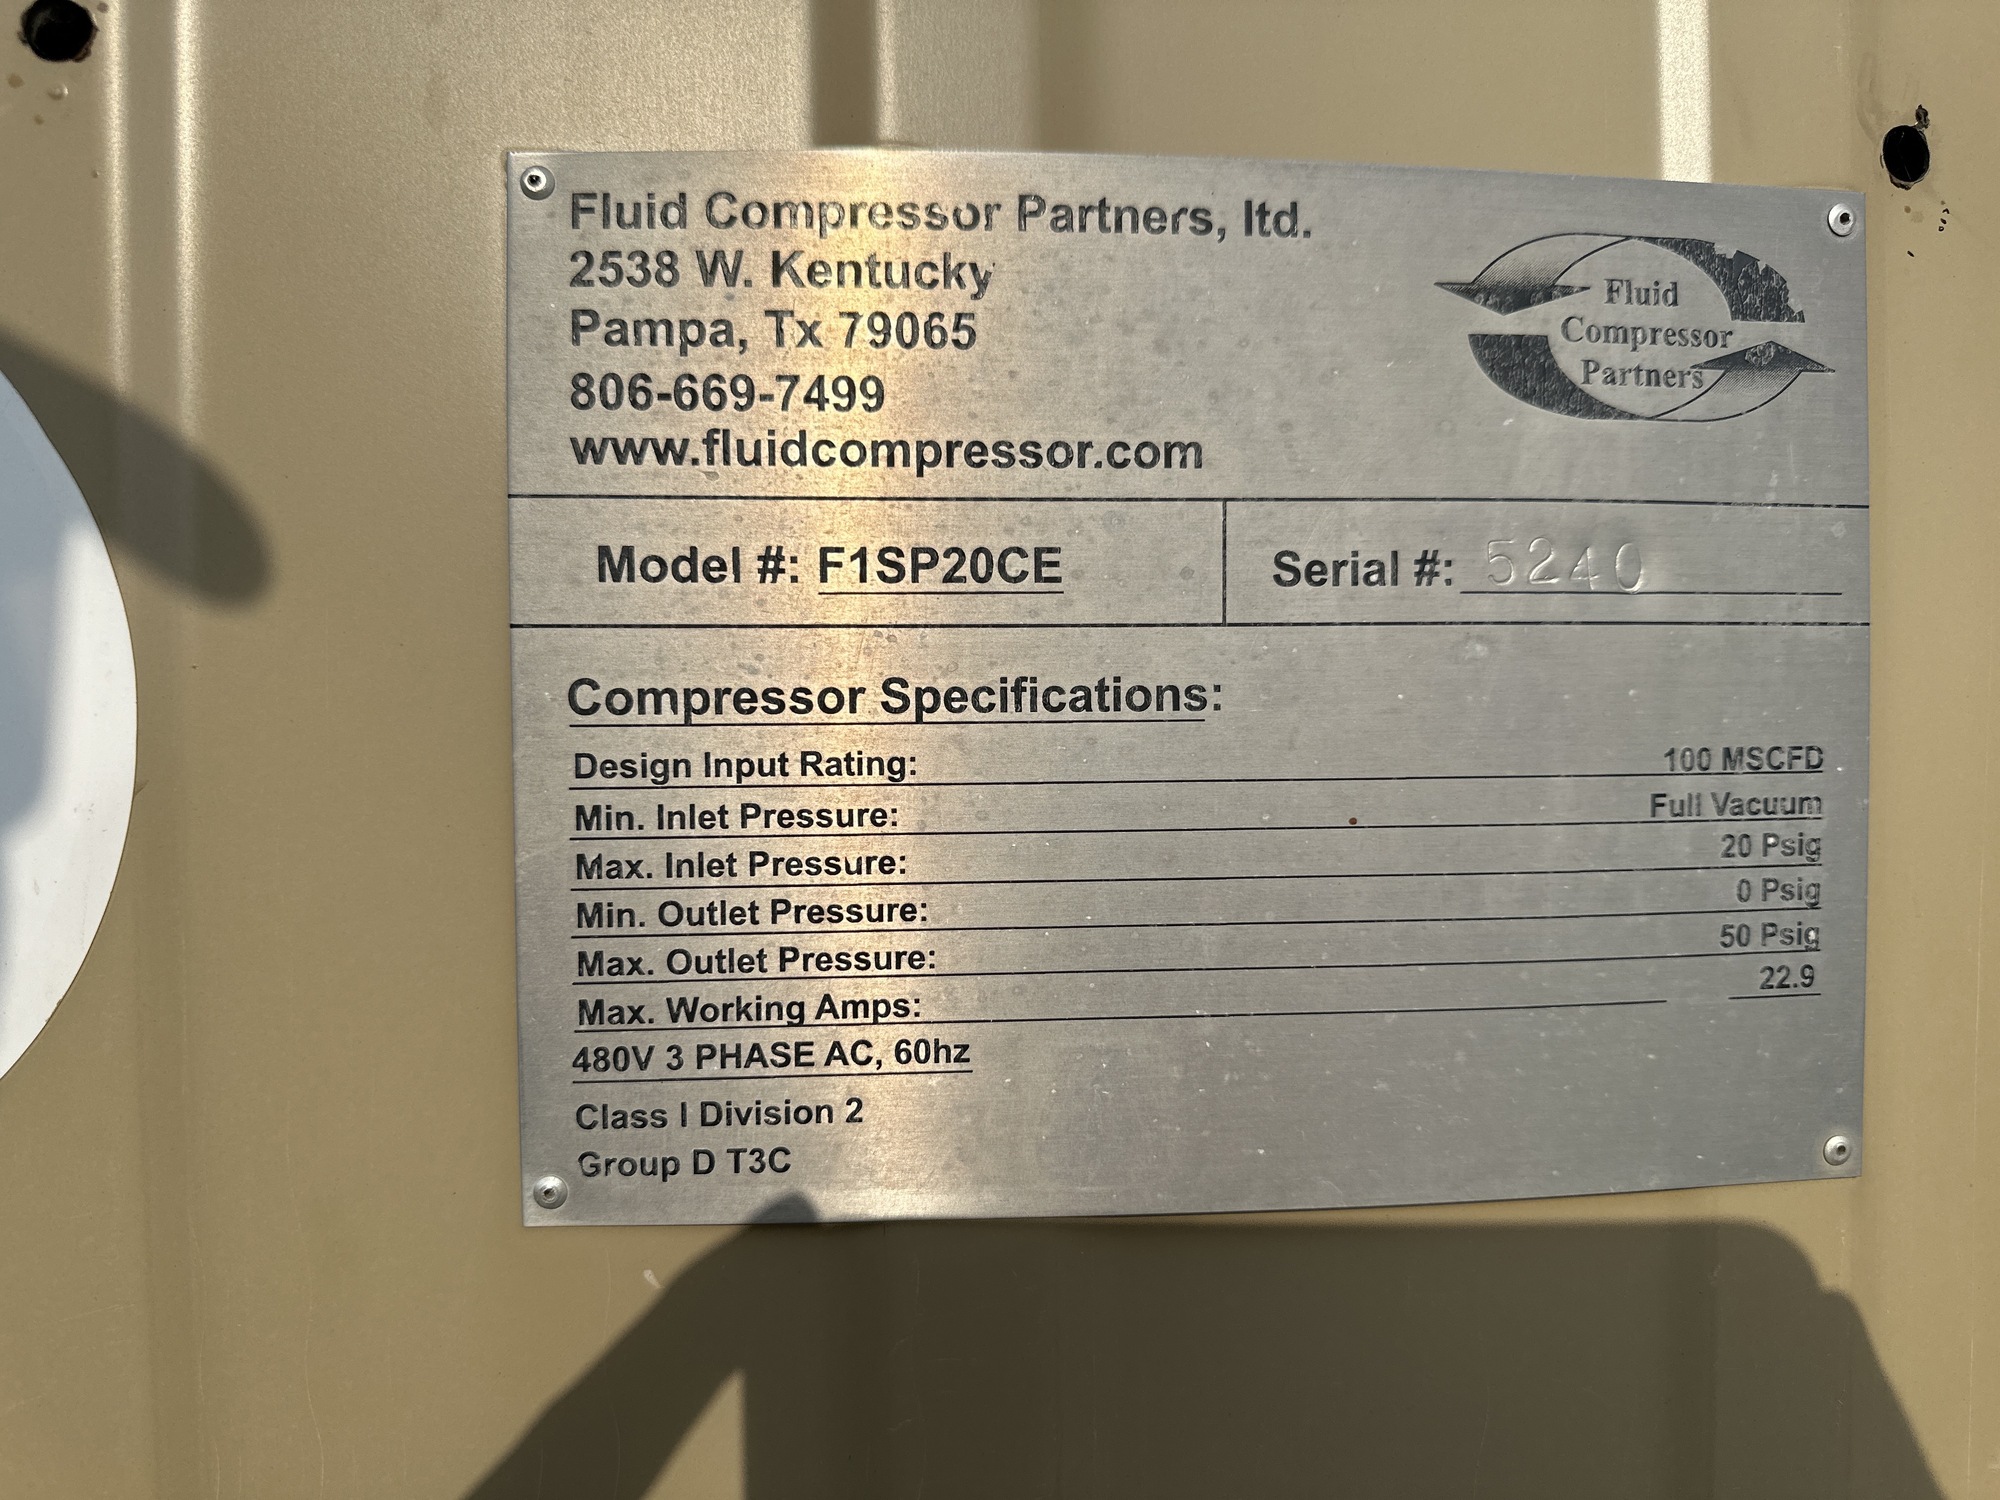 Fluid Compressor Partners, ltd.
2538 W. Kentucky
Pampa, Tx 79065
806-669-7499
www.fluidcompressor.com
Fluid
Compressor
Partners
Model #: F1SP20CE
Serial #: 5240
Compressor Specifications:
Design Input Rating: 100 MSCFD
Min. Inlet Pressure: Full Vacuum
Max. Inlet Pressure: 20 Psig
Min. Outlet Pressure: 0 Psig
Max. Outlet Pressure: 50 Psig
Max. Working Amps: 22.9
480V 3 PHASE AC, 60hz
Class I Division 2
Group D T3C